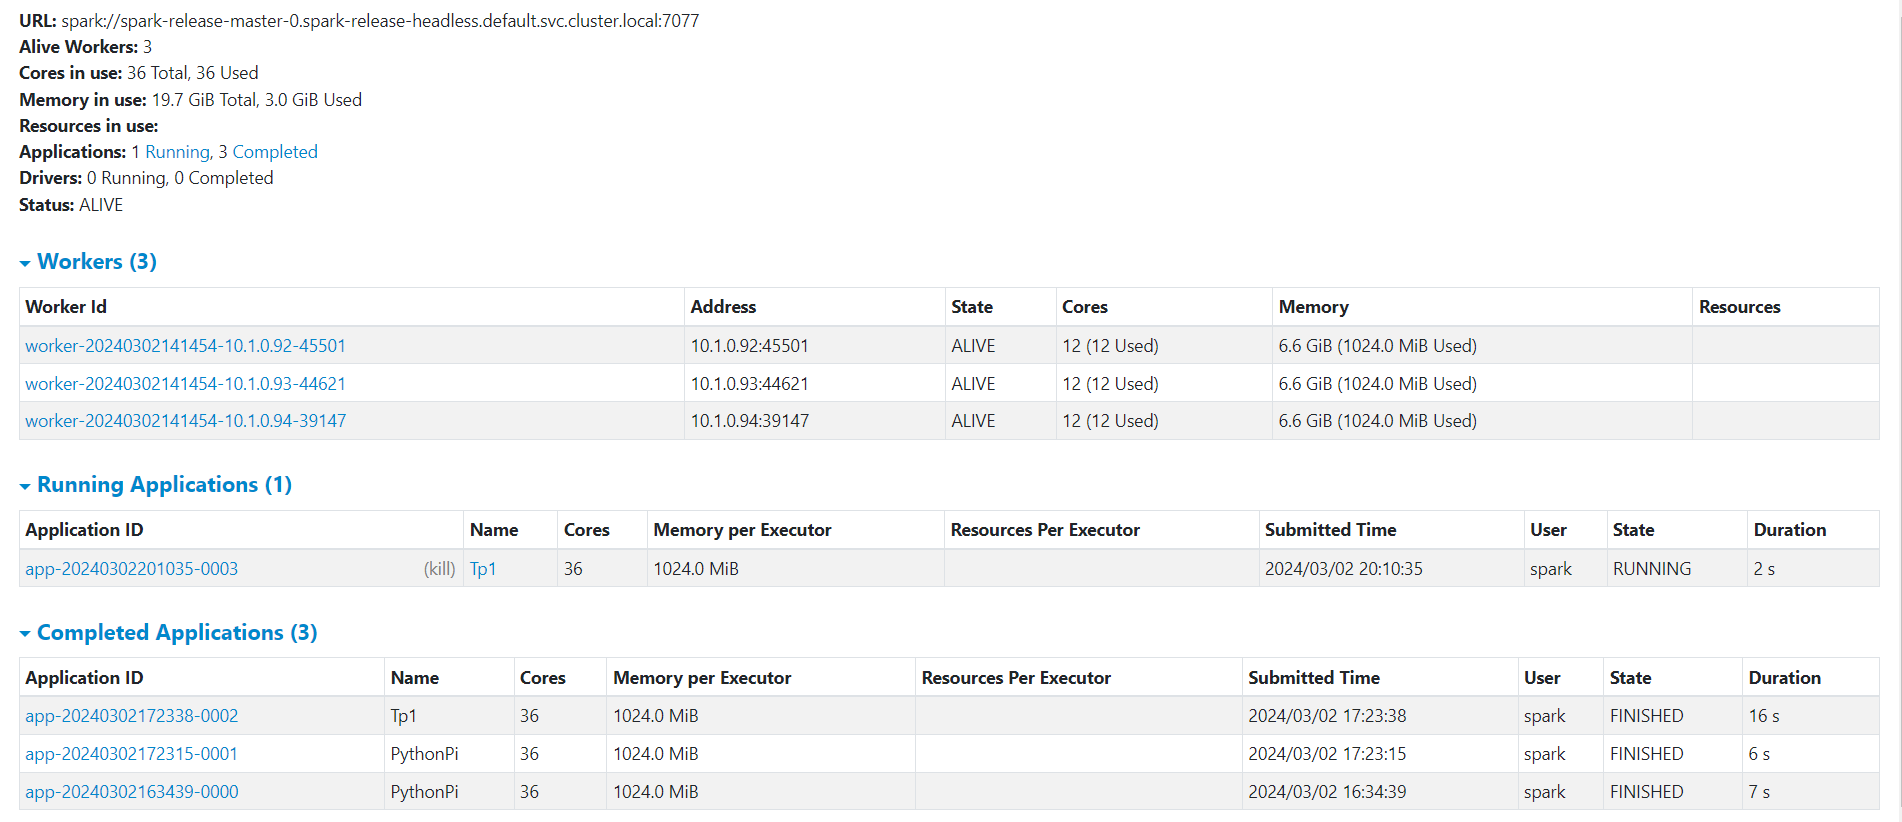 URL: spark://spark-release-master-0.spark-release-headless.default.svc.cluster.local:7077
Alive Workers: 3
Cores in use: 36 Total, 36 Used
Memory in use: 19.7 GiB Total, 3.0 GiB Used
Resources in use:
Applications: 1 Running, 3 Completed
Drivers: 0 Running, 0 Completed
Status: ALIVE
Workers (3)
Worker Id Address State Cores Memory Resources
worker-20240302141454-10.1.0.92-45501 10.1.0.92:45501 ALIVE 12 (12 Used) 6.6 GiB (1024.0 MiB Used)
worker-20240302141454-10.1.0.93-44621 10.1.0.93:44621 ALIVE 12 (12 Used) 6.6 GiB (1024.0 MiB Used)
worker-20240302141454-10.1.0.94-39147 10.1.0.94:39147 ALIVE 12 (12 Used) 6.6 GiB (1024.0 MiB Used)
Running Applications (1)
Application ID Name Cores Memory per Executor Resources Per Executor Submitted Time User State Duration
app-20240302201035-0003 (kill) Tp1 36 1024.0 MiB 2024/03/02 20:10:35 spark RUNNING 2 s
Completed Applications (3)
Application ID Name Cores Memory per Executor Resources Per Executor Submitted Time User State Duration
app-20240302172338-0002 Tp1 36 1024.0 MiB 2024/03/02 17:23:38 spark FINISHED 16 s
app-20240302172315-0001 PythonPi 36 1024.0 MiB 2024/03/02 17:23:15 spark FINISHED 6 s
app-20240302163439-0000 PythonPi 36 1024.0 MiB 2024/03/02 16:34:39 spark FINISHED 7 s